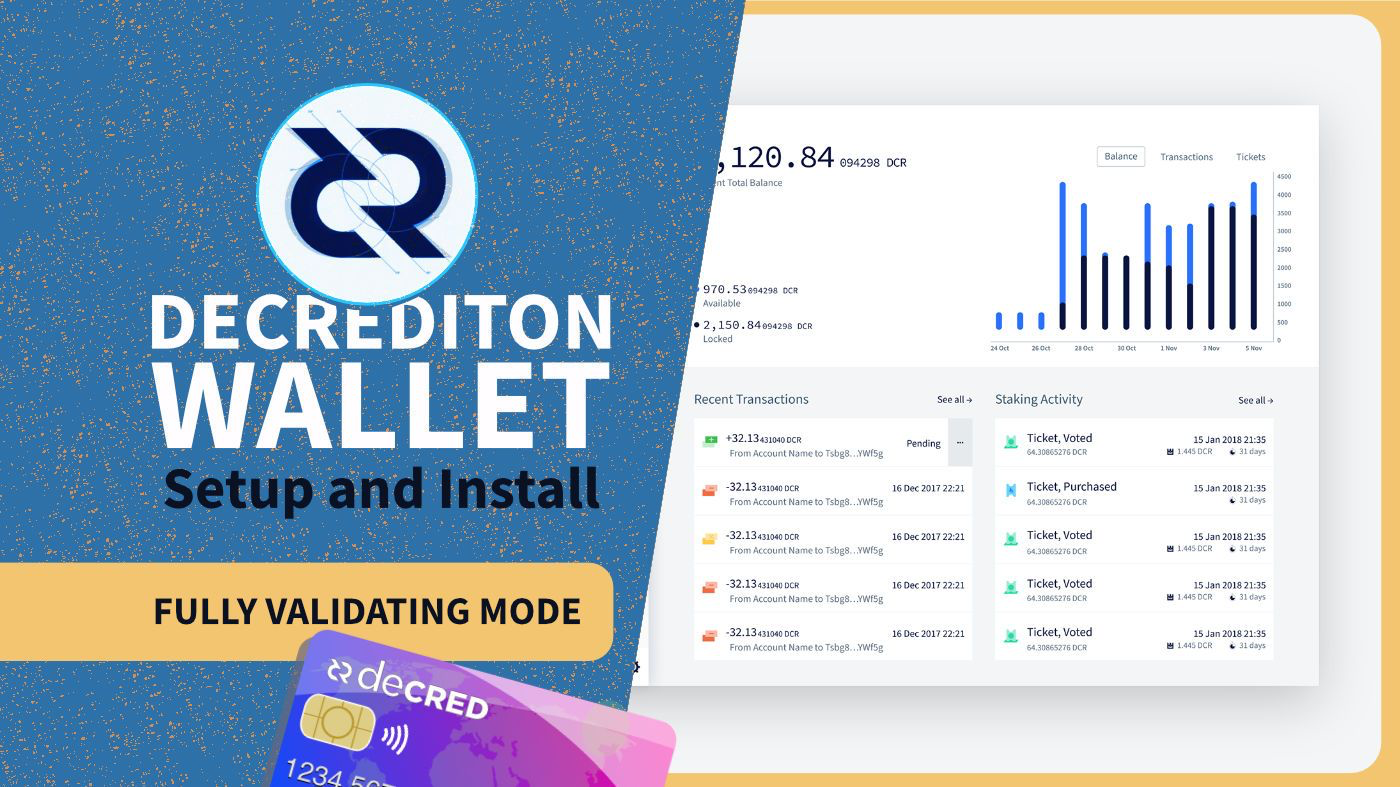 DECREDITON
WALLET
Setup and Install
FULLY VALIDATING MODE
deCRED
1234
,120.84 094298 DCR
Total Balance
970.53 094298 DCR
Available
2,150.84 094298 DCR
Locked
Balance Transactions Tickets
4500
4000
3500
3000
2500
2000
1500
1000
500
0
24 Oct 26 Oct 28 Oct 30 Oct 1 Nov 3 Nov 5 Nov
Recent Transactions See all →
+32.13 431040 DCR Pending ...
From Account Name to Tsbg8...YWf5g
-32.13 431040 DCR 16 Dec 2017 22:21
From Account Name to Tsbg8...YWf5g
-32.13 431040 DCR 16 Dec 2017 22:21
From Account Name to Tsbg8...YWf5g
-32.13 431040 DCR 16 Dec 2017 22:21
From Account Name to Tsbg8...YWf5g
-32.13 431040 DCR 16 Dec 2017 22:21
From Account Name to Tsbg8...YWf5g
Staking Activity See all →
Ticket, Voted 15 Jan 2018 21:35
64.30865276 DCR 1.445 DCR 31 days
Ticket, Purchased 15 Jan 2018 21:35
64.30865276 DCR 31 days
Ticket, Voted 15 Jan 2018 21:35
64.30865276 DCR 1.445 DCR 31 days
Ticket, Voted 15 Jan 2018 21:35
64.30865276 DCR 1.445 DCR 31 days
Ticket, Voted 15 Jan 2018 21:35
64.30865276 DCR 1.445 DCR 31 days